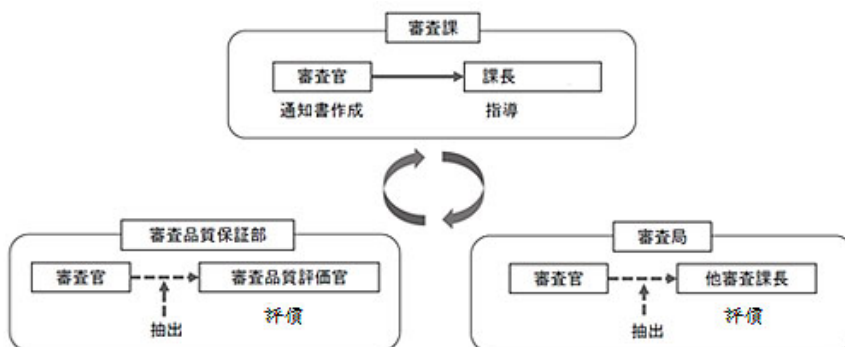 審査課
審査官 課長
通知書作成 指導
審査品質保証部
審査官 審査品質評価官
抽出 評價
審査局
審査官 他審査課長
抽出 評價